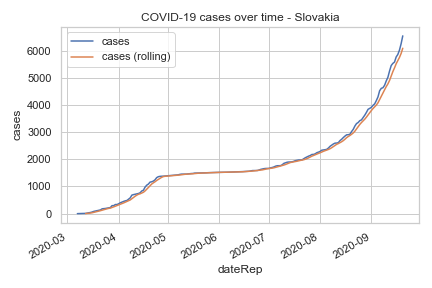 COVID-19 cases over time - Slovakia
cases
cases (rolling)
6000
5000
4000
3000
2000
1000
0
cases
2020-03
2020-04
2020-05
2020-06
2020-07
2020-08
2020-09
dateRep